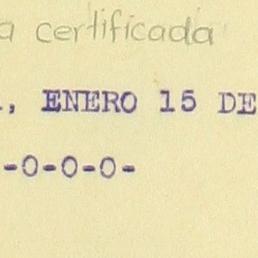 a certificada
., ENERO 15 DE
-0-0-0-